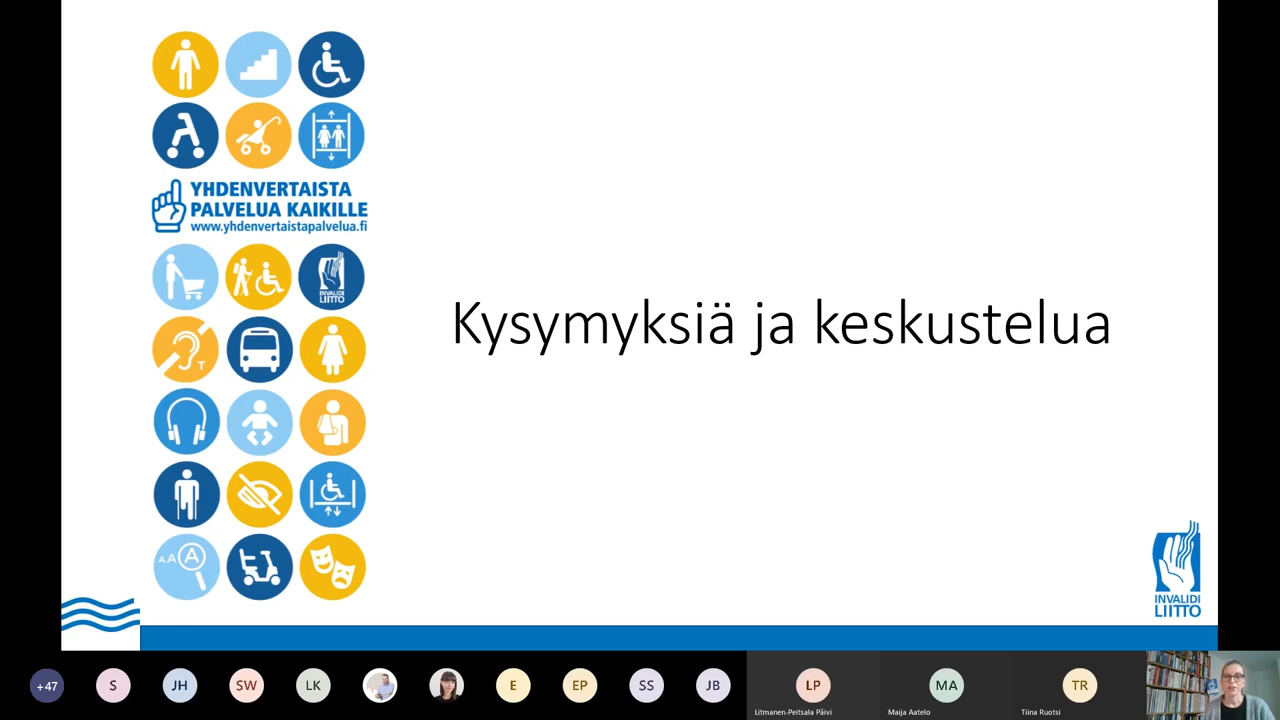 YHDENVERTAISTA
PALVELUA KAIKILLE
www.yhdenvertaistapalvelua.fi
INVALIDI
LIITTO
T
AAA
Kysymyksiä ja keskustelua
INVALIDI
LIITTO
+47
S
JH
SW
LK
E
EP
SS
JB
LP
Litmanen-Peitsala Päivi
MA
Maija Aatelo
TR
Tiina Ruotsi